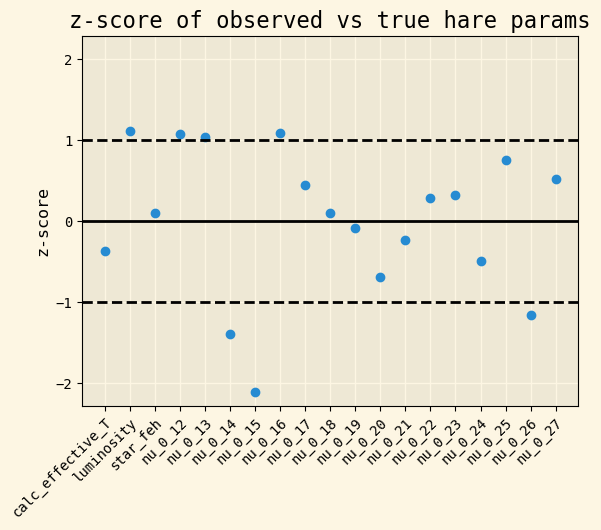 z-score of observed vs true hare params
z-score
2
1
0
−1
−2
calc_effective_T
luminosity
star_feh
nu_0_12
nu_0_13
nu_0_14
nu_0_15
nu_0_16
nu_0_17
nu_0_18
nu_0_19
nu_0_20
nu_0_21
nu_0_22
nu_0_23
nu_0_24
nu_0_25
nu_0_26
nu_0_27